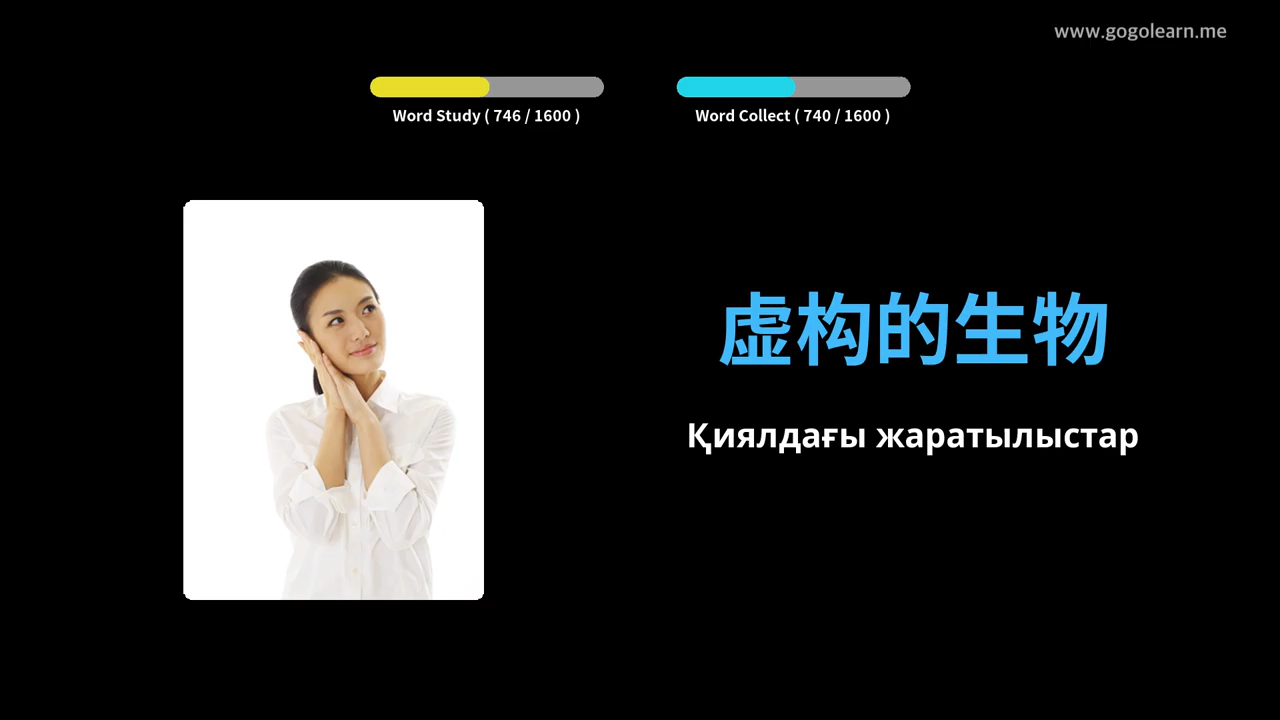 www.gogolearn.me
Word Study ( 746 / 1600 )
Word Collect ( 740 / 1600 )
虚构的生物
Қиялдағы жаратылыстар